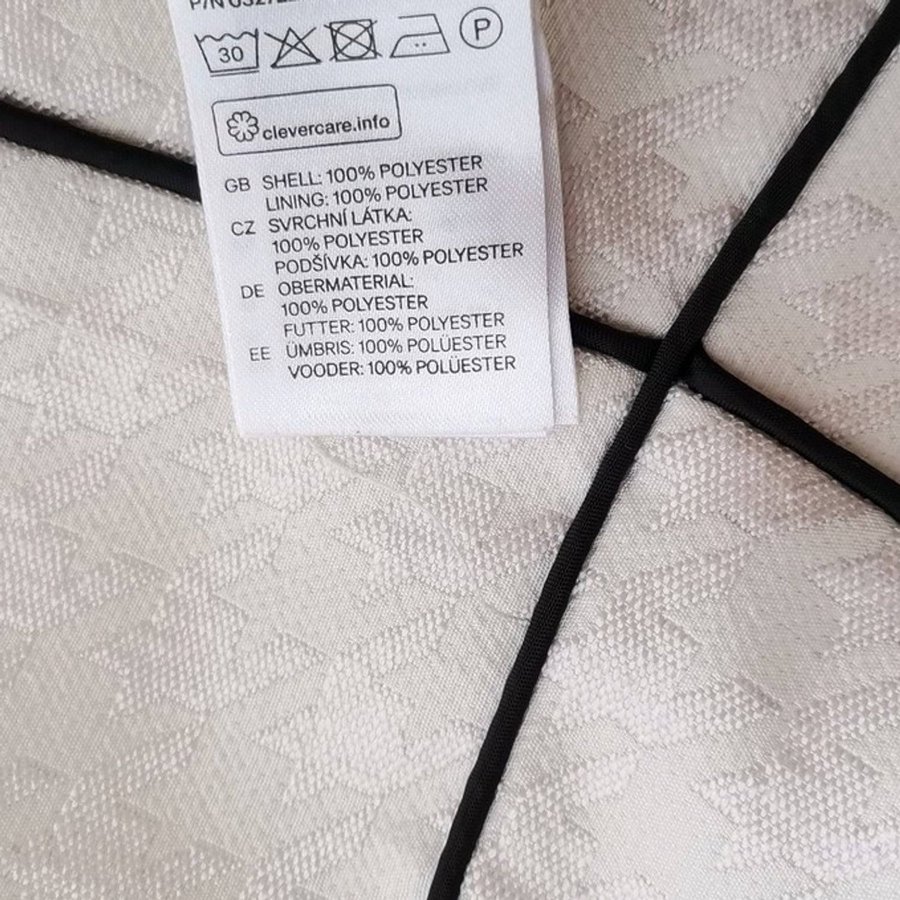 30
P
clevercare.info
GB SHELL: 100% POLYESTER
LINING: 100% POLYESTER
CZ SVRCHNÍ LÁTKA:
100% POLYESTER
PODŠÍVKA: 100% POLYESTER
DE OBERMATERIAL:
100% POLYESTER
FUTTER: 100% POLYESTER
EE ÜMBRIS: 100% POLÜESTER
VOODER: 100% POLÜESTER